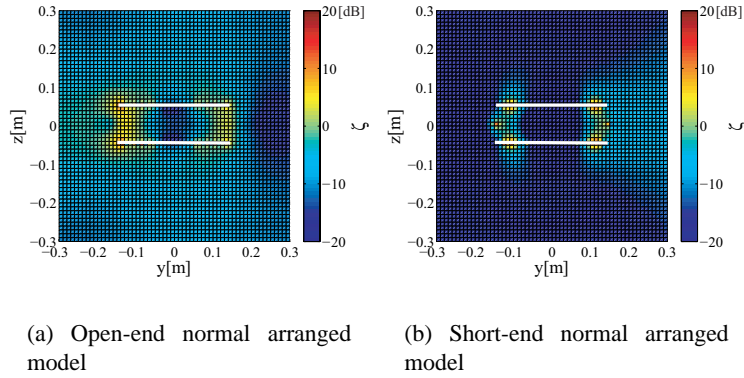 0.3
0.2
0.1
0
−0.1
−0.2
−0.3
z[m]
−0.3 −0.2 −0.1 0 0.1 0.2 0.3
y[m]
20 [dB]
10
0
−10
−20
ζ
0.3
0.2
0.1
0
−0.1
−0.2
−0.3
z[m]
−0.3 −0.2 −0.1 0 0.1 0.2 0.3
y[m]
20 [dB]
10
0
−10
−20
ζ
(a) Open-end normal arranged
model
(b) Short-end normal arranged
model